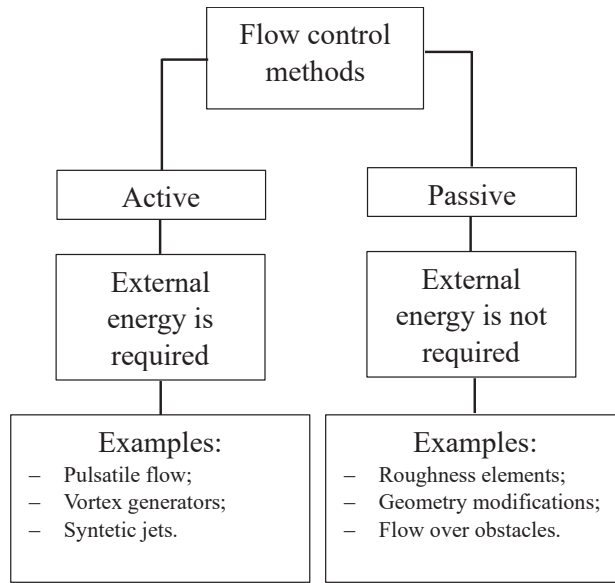 Flow control
methods
Active
Passive
External
energy is
required
External
energy is not
required
Examples:
– Pulsatile flow;
– Vortex generators;
– Syntetic jets.
Examples:
– Roughness elements;
– Geometry modifications;
– Flow over obstacles.